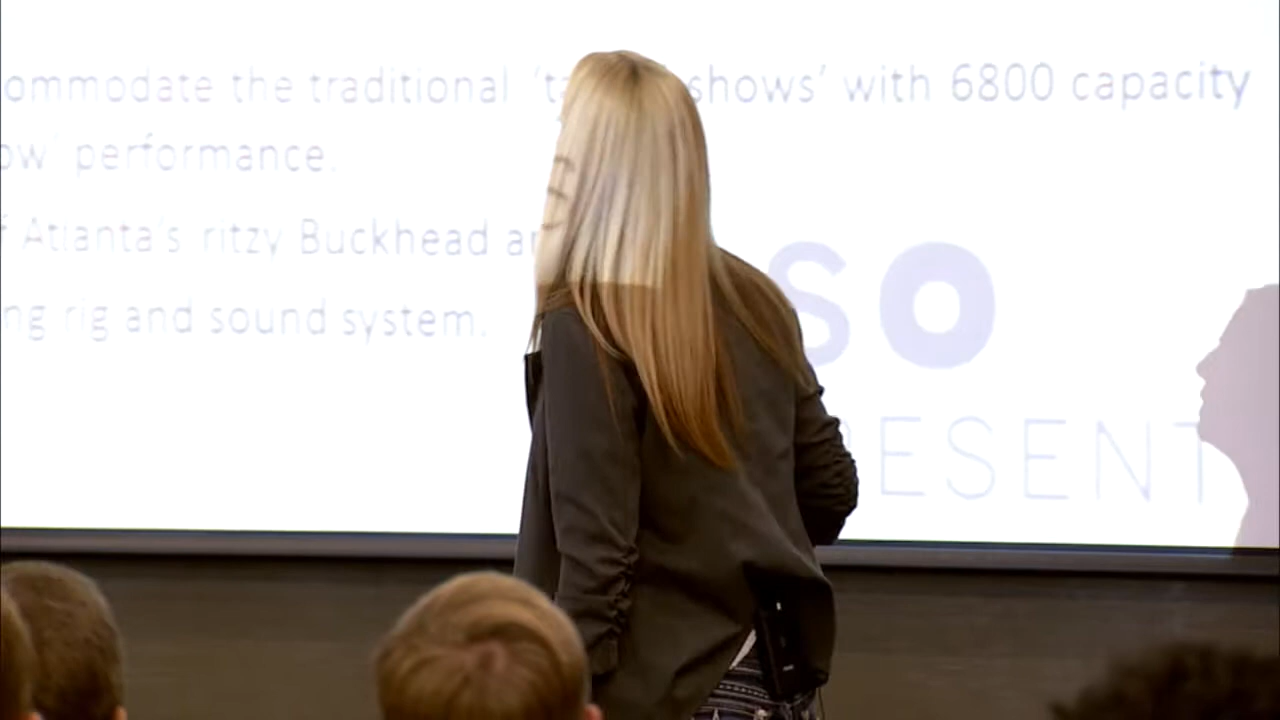 ommodate the traditional 'ta shows' with 6800 capacity
ow' performance.
f Atlanta's ritzy Buckhead ar
ng rig and sound system.
SO
ESENT